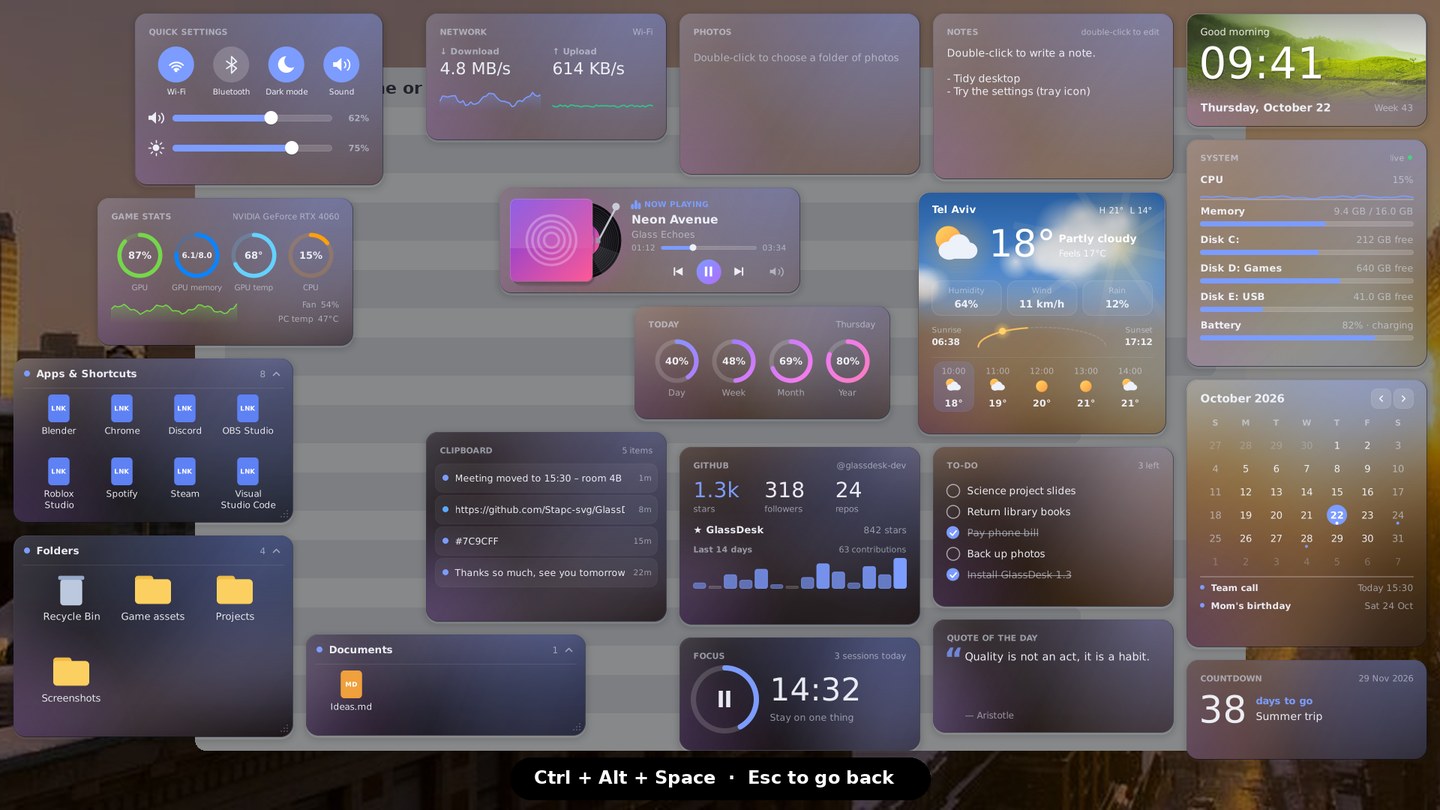 QUICK SETTINGS
Wi-Fi
Bluetooth
Dark mode
Sound
62%
75%
NETWORK
Wi-Fi
↓ Download
↑ Upload
4.8 MB/s
614 KB/s
PHOTOS
Double-click to choose a folder of photos
NOTES
double-click to edit
Double-click to write a note.
- Tidy desktop
- Try the settings (tray icon)
Good morning
09:41
Thursday, October 22
Week 43
GAME STATS
NVIDIA GeForce RTX 4060
87%
6.1/8.0
68°
15%
GPU
GPU memory
GPU temp
CPU
Fan 54%
PC temp 47°C
NOW PLAYING
Neon Avenue
Glass Echoes
01:12
03:34
TODAY
Thursday
40%
48%
69%
80%
Day
Week
Month
Year
Tel Aviv
H 21° L 14°
18°
Partly cloudy
Feels 17°C
Humidity
Wind
Rain
64%
11 km/h
12%
Sunrise
Sunset
06:38
17:12
10:00
11:00
12:00
13:00
14:00
18°
19°
20°
21°
21°
SYSTEM
live
CPU
15%
Memory
9.4 GB / 16.0 GB
Disk C:
212 GB free
Disk D: Games
640 GB free
Disk E: USB
41.0 GB free
Battery
82% · charging
Apps & Shortcuts
8
LNK
LNK
LNK
LNK
Blender
Chrome
Discord
OBS Studio
LNK
LNK
LNK
LNK
Roblox Studio
Spotify
Steam
Visual Studio Code
Folders
4
Recycle Bin
Game assets
Projects
Screenshots
Documents
1
MD
Ideas.md
CLIPBOARD
5 items
Meeting moved to 15:30 – room 4B
1m
https://github.com/Stapc-svg/Glass
8m
#7C9CFF
15m
Thanks so much, see you tomorrow
22m
GITHUB
@glassdesk-dev
1.3k
318
24
stars
followers
repos
★ GlassDesk
842 stars
Last 14 days
63 contributions
FOCUS
3 sessions today
14:32
Stay on one thing
TO-DO
3 left
Science project slides
Return library books
Pay phone bill
Back up photos
Install GlassDesk 1.3
QUOTE OF THE DAY
“ Quality is not an act, it is a habit.
— Aristotle
October 2026
S M T W T F S
27 28 29 30 1 2 3
4 5 6 7 8 9 10
11 12 13 14 15 16 17
18 19 20 21 22 23 24
25 26 27 28 29 30 31
1 2 3 4 5 6 7
Team call
Today 15:30
Mom's birthday
Sat 24 Oct
COUNTDOWN
29 Nov 2026
38
days to go
Summer trip
Ctrl + Alt + Space · Esc to go back